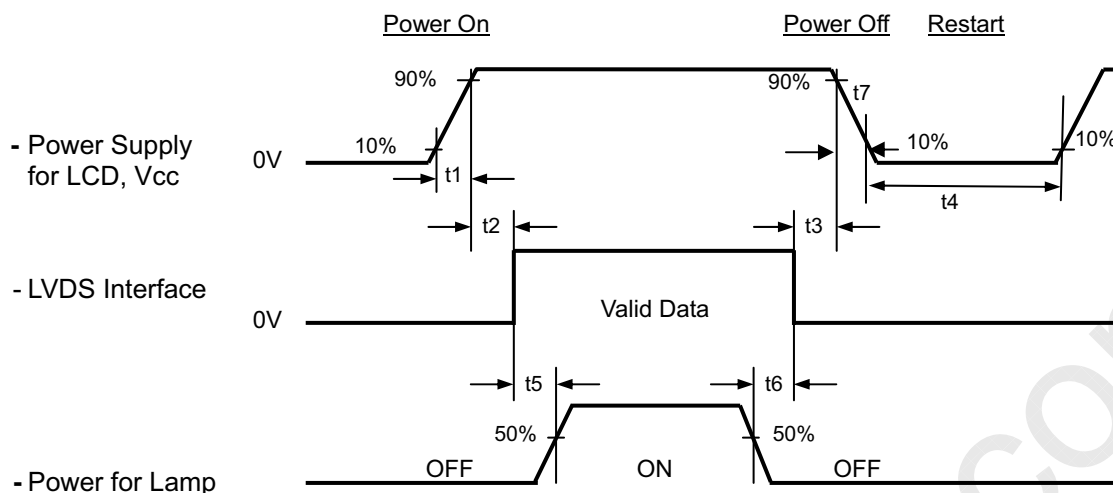 Power On Power Off Restart
90% 90% t7
- Power Supply for LCD, Vcc
0V 10% 10% 10%
t1 t4
t2 t3
- LVDS Interface
Valid Data
0V
t5 t6
50% 50%
- Power for Lamp
OFF ON OFF